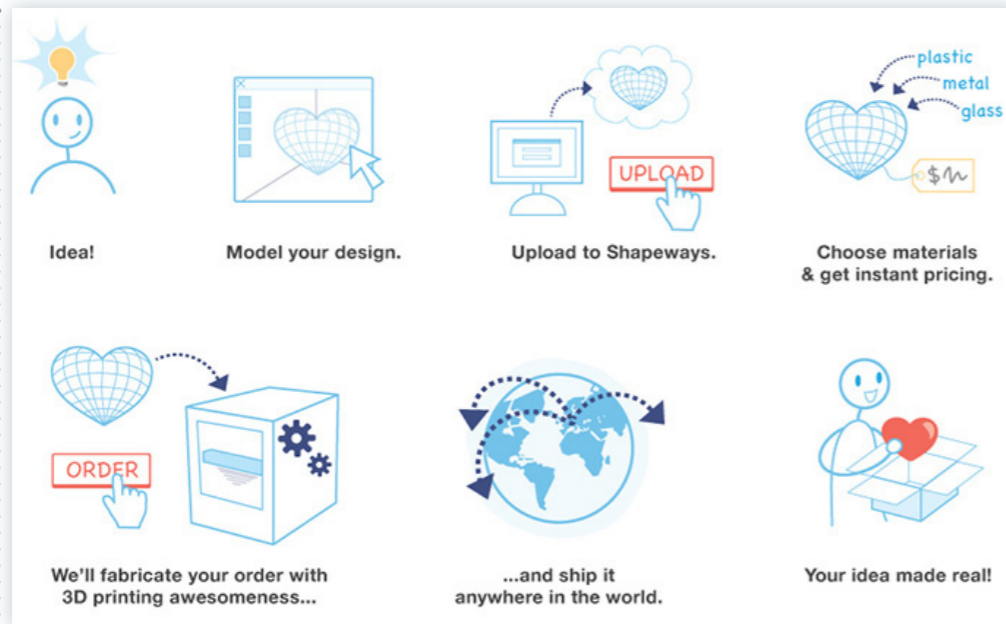 plastic
metal
glass
UPLOAD
$
Idea!
Model your design.
Upload to Shapeways.
Choose materials
& get instant pricing.
ORDER
We'll fabricate your order with
3D printing awesomeness...
...and ship it
anywhere in the world.
Your idea made real!